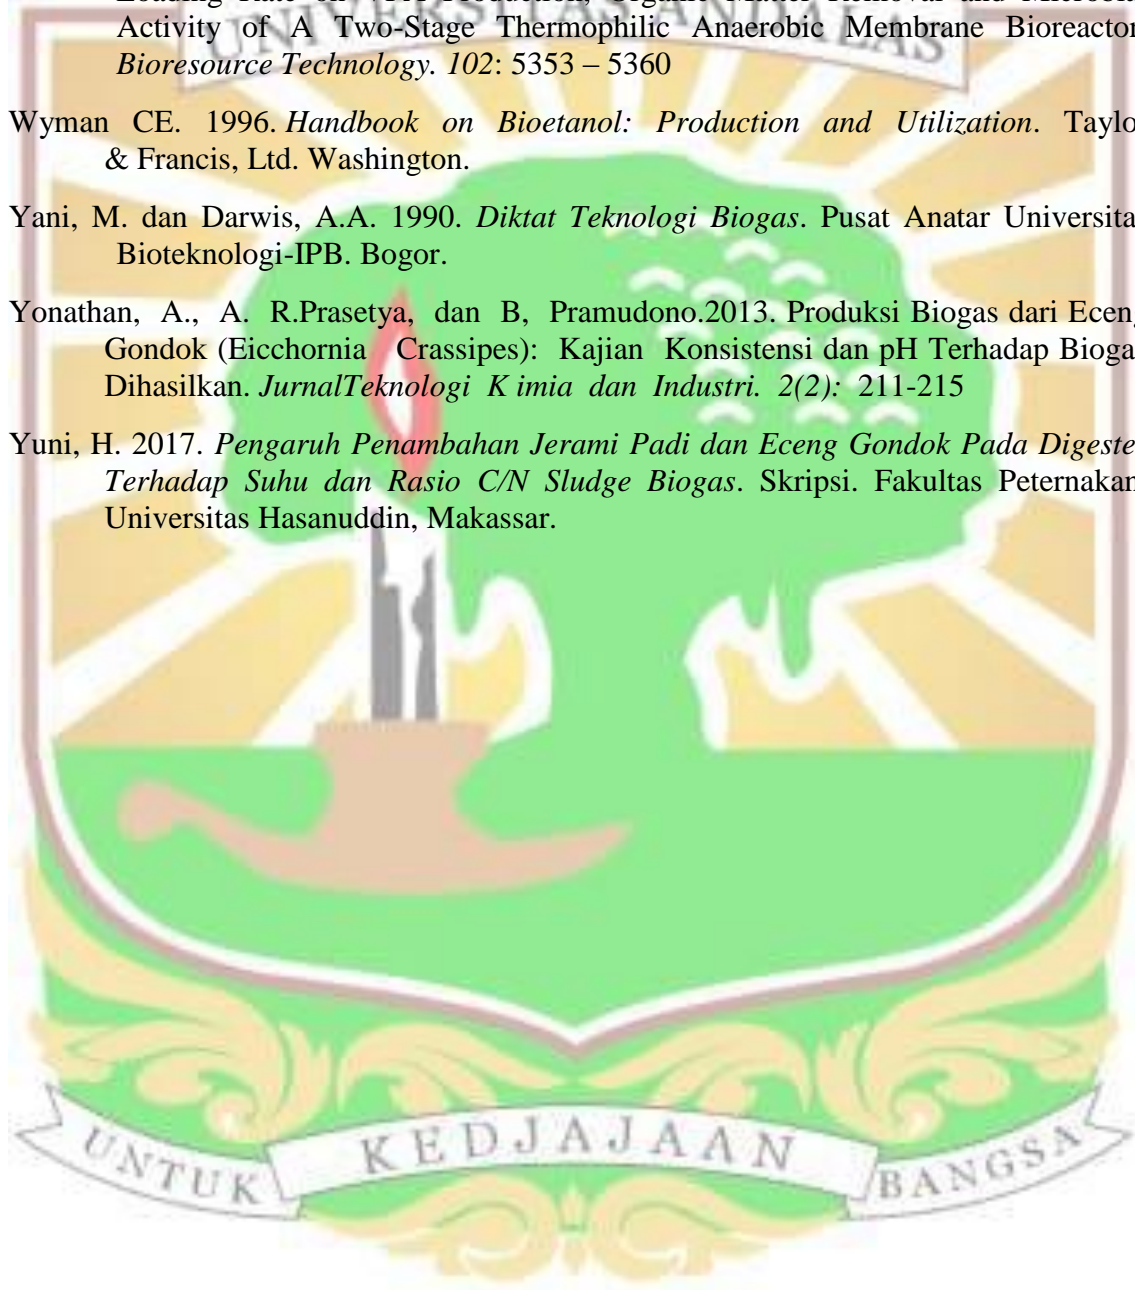 Activity of A Two-Stage Thermophilic Anaerobic Membrane Bioreactor
Bioresource Technology. 102: 5353 – 5360
Wyman CE. 1996. Handbook on Bioetanol: Production and Utilization. Taylo
& Francis, Ltd. Washington.
Yani, M. dan Darwis, A.A. 1990. Diktat Teknologi Biogas. Pusat Anatar Universita
Bioteknologi-IPB. Bogor.
Yonathan, A., A. R.Prasetya, dan B, Pramudono.2013. Produksi Biogas dari Eceng
Gondok (Eicchornia Crassipes): Kajian Konsistensi dan pH Terhadap Bioga
Dihasilkan. JurnalTeknologi K imia dan Industri. 2(2): 211-215
Yuni, H. 2017. Pengaruh Penambahan Jerami Padi dan Eceng Gondok Pada Digeste
Terhadap Suhu dan Rasio C/N Sludge Biogas. Skripsi. Fakultas Peternakan
Universitas Hasanuddin, Makassar.
UNTUK KEDJAJAAN BANGSA